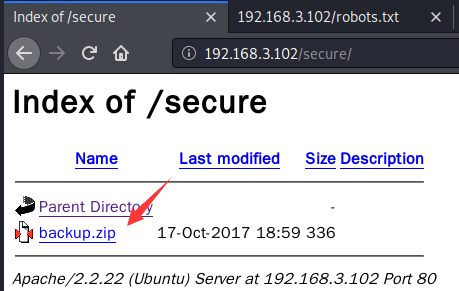 Index of /secure
192.168.3.102/robots.txt
192.168.3.102/secure/
Index of /secure
Name Last modified Size Description
Parent Directory -
backup.zip 17-Oct-2017 18:59 336
Apache/2.2.22 (Ubuntu) Server at 192.168.3.102 Port 80